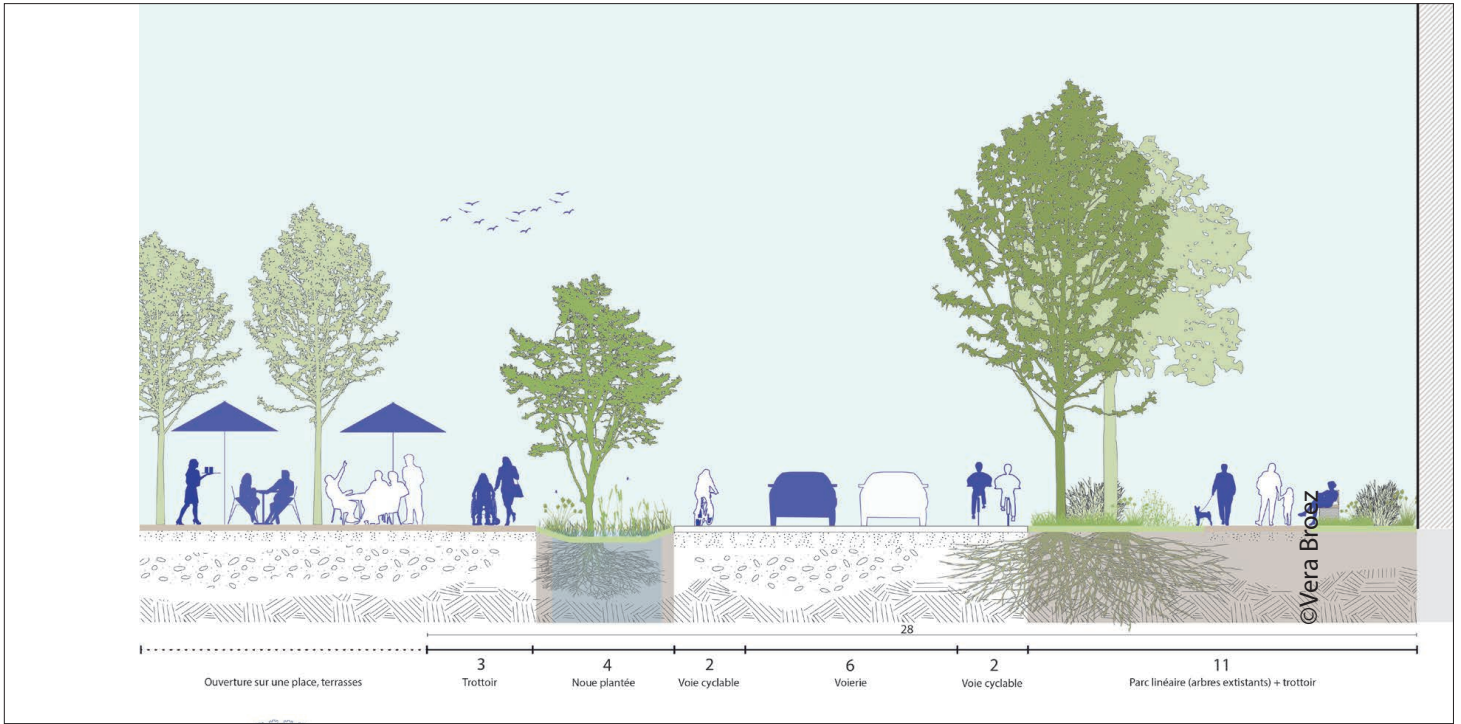 ©Vera Broez
28
3
4
2
6
2
11
Ouverture sur une place, terrasses
Trottoir
Noue plantée
Voie cyclable
Voierie
Voie cyclable
Parc linéaire (arbres extistants) + trottoir